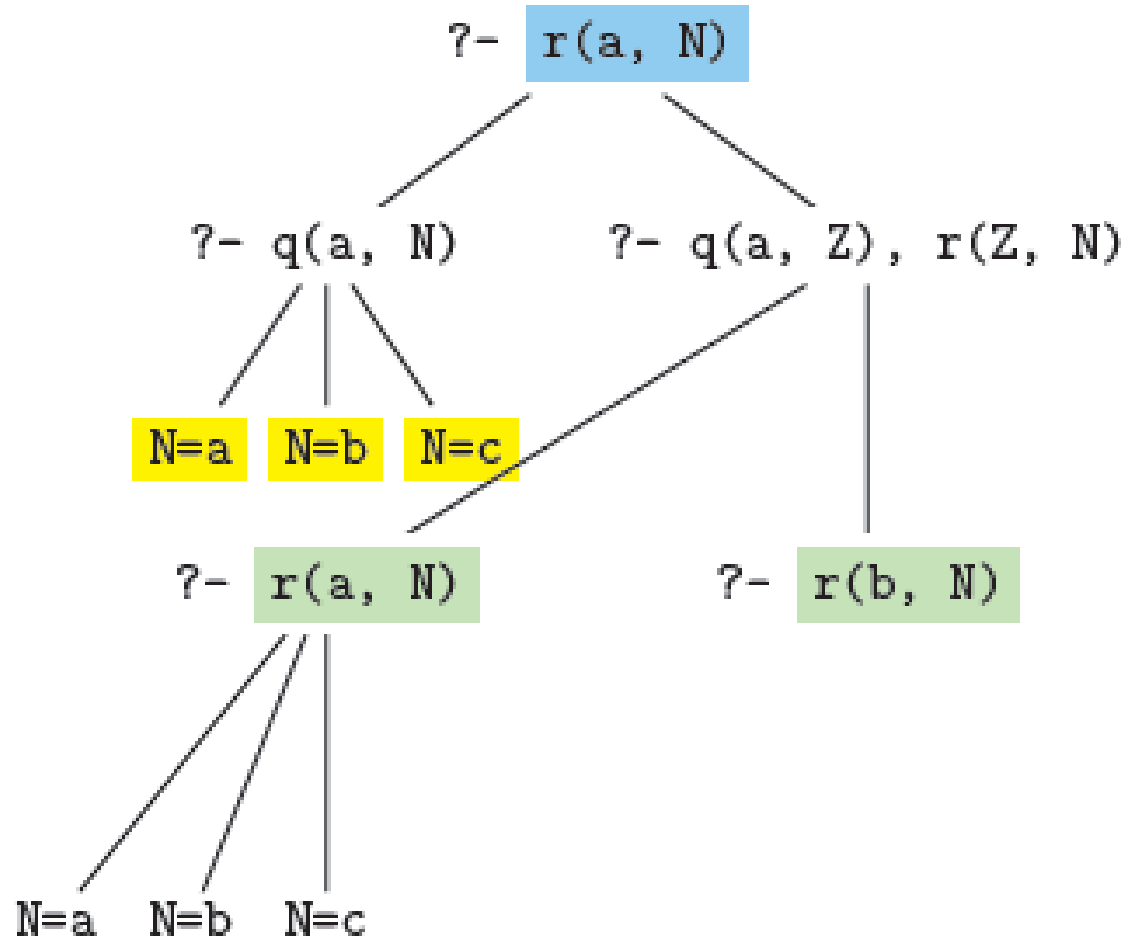 ?- r(a, N)
?- q(a, N) ?- q(a, Z), r(Z, N)
N=a N=b N=c
?- r(a, N) ?- r(b, N)
N=a N=b N=c